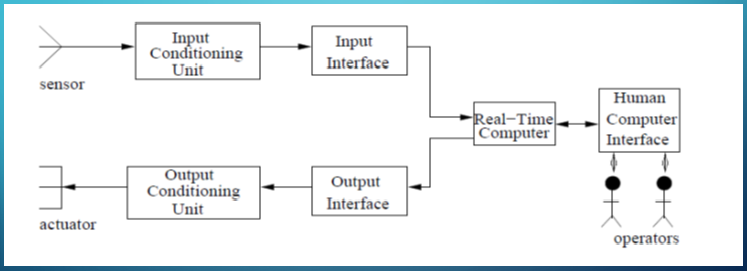 Input
Conditioning
Unit
Input
Interface
sensor
Real-Time
Computer
Human
Computer
Interface
Output
Conditioning
Unit
Output
Interface
actuator
operators